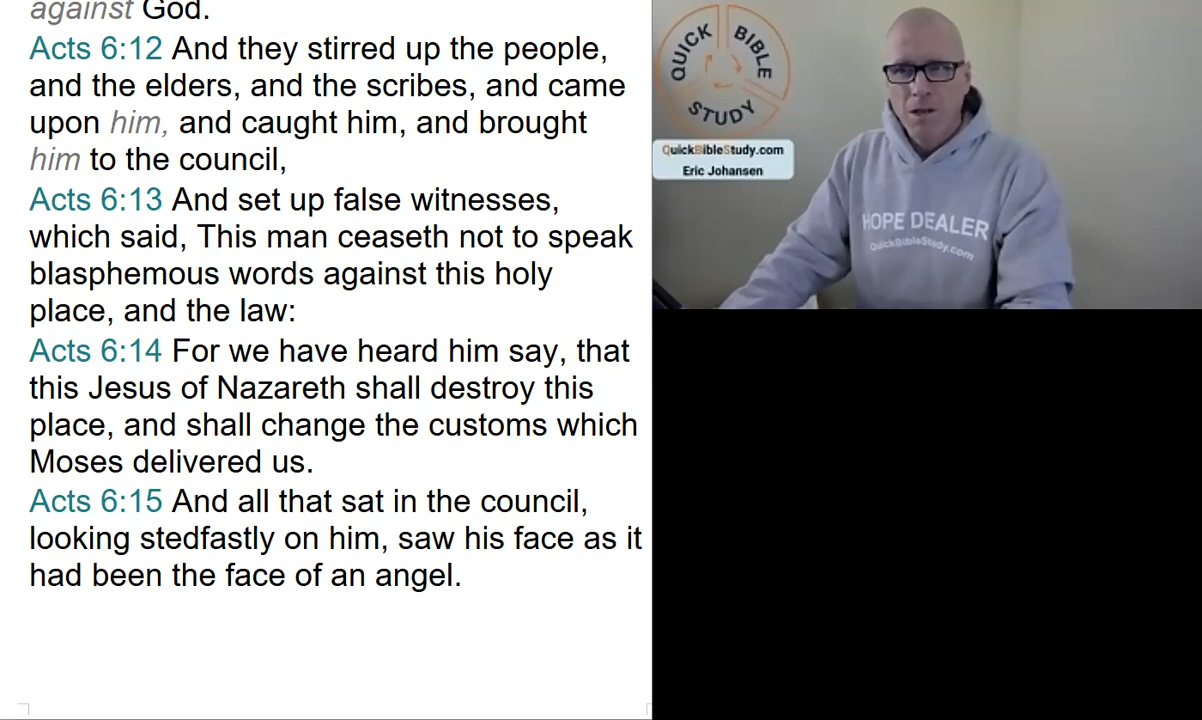 against God.
Acts 6:12 And they stirred up the people,
and the elders, and the scribes, and came
upon him, and caught him, and brought
him to the council,
Acts 6:13 And set up false witnesses,
which said, This man ceaseth not to speak
blasphemous words against this holy
place, and the law:
Acts 6:14 For we have heard him say, that
this Jesus of Nazareth shall destroy this
place, and shall change the customs which
Moses delivered us.
Acts 6:15 And all that sat in the council,
looking stedfastly on him, saw his face as it
had been the face of an angel.
QUICK BIBLE STUDY
QuickBibleStudy.com
Eric Johansen
HOPE DEALER
QuickBibleStudy.com